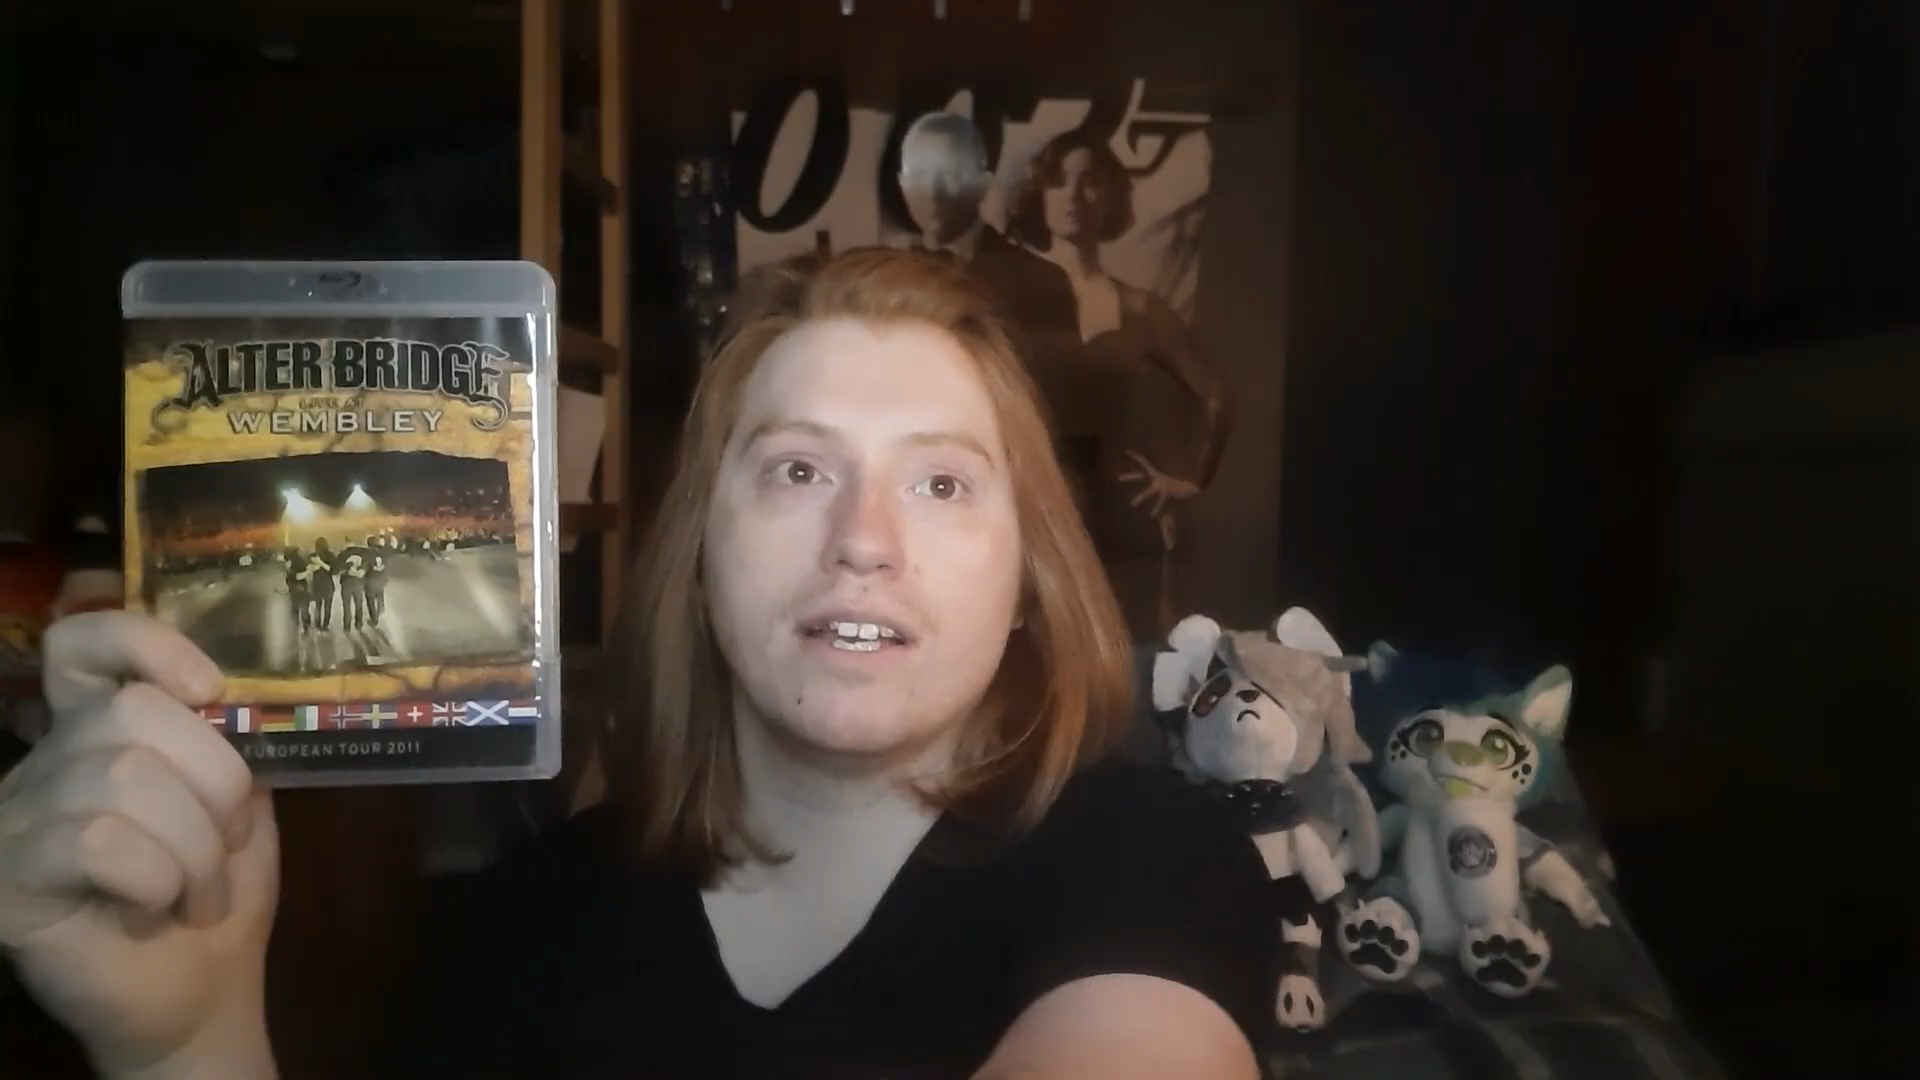 ALTER BRIDGE
LIVE AT
WEMBLEY
EUROPEAN TOUR 2011
007